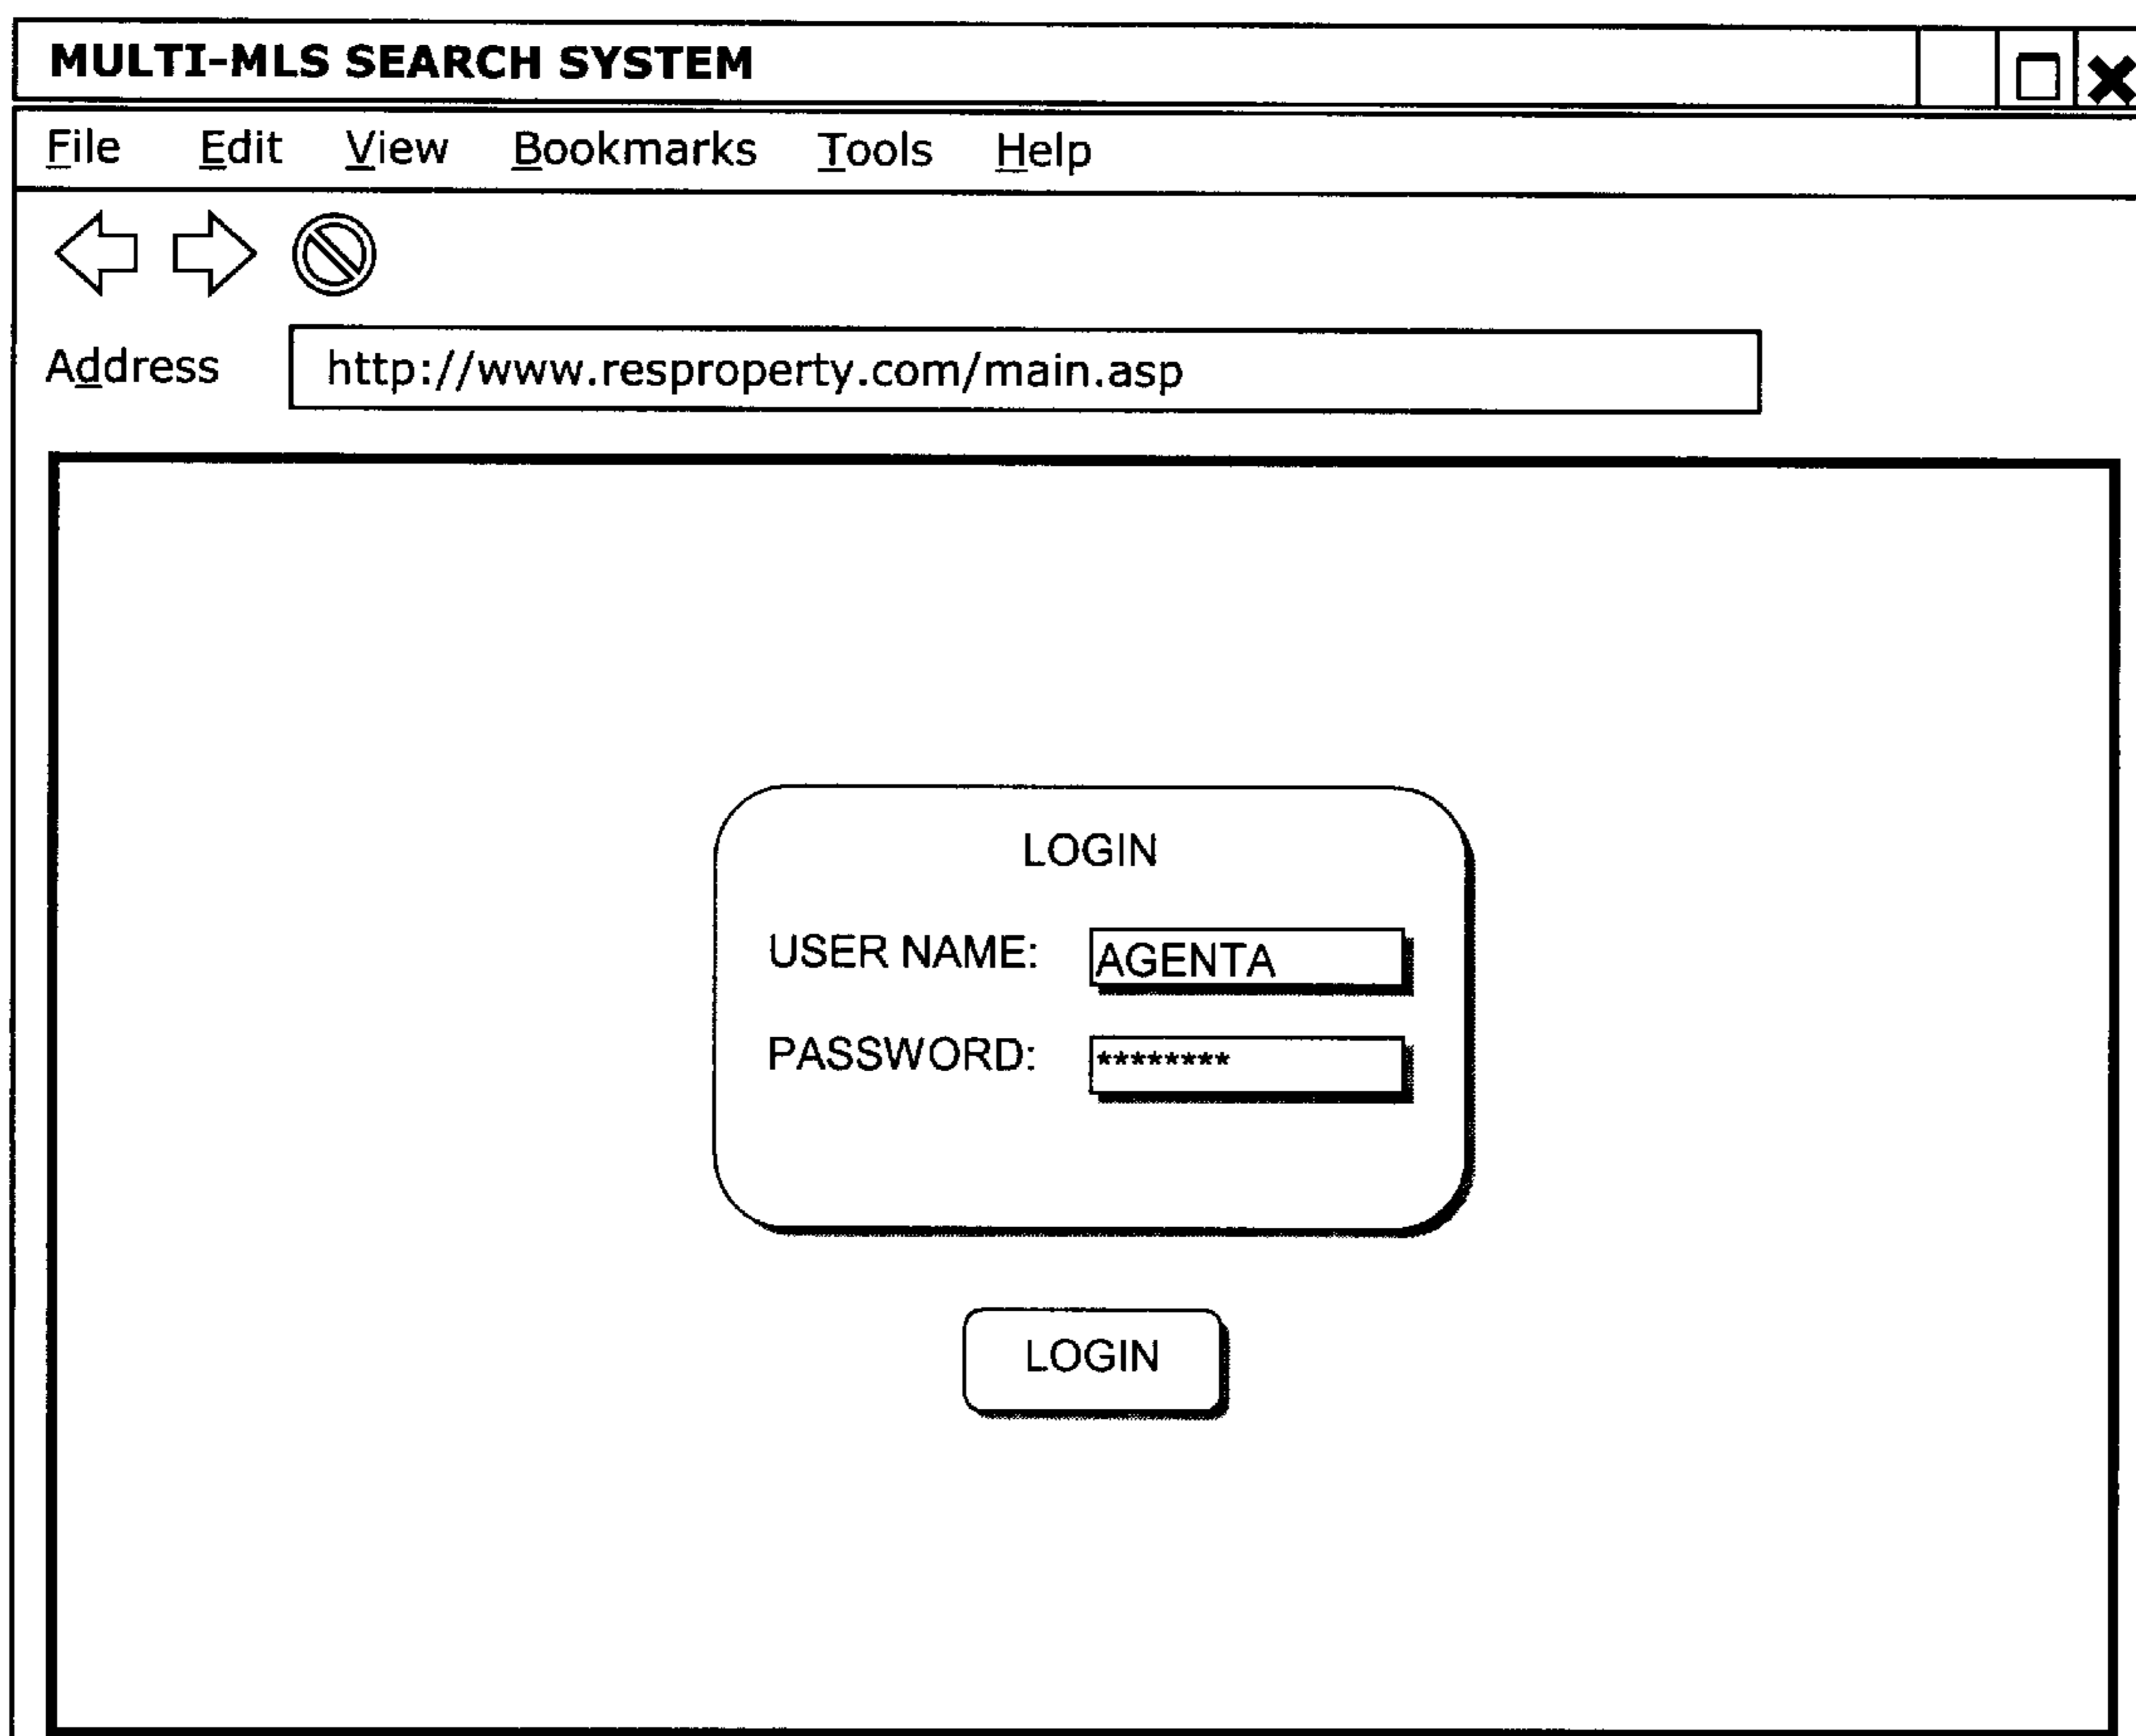 MULTI-MLS SEARCH SYSTEM
File Edit View Bookmarks Tools Help
Address http://www.resproperty.com/main.asp
LOGIN
USER NAME: AGENTA
PASSWORD: ********
LOGIN